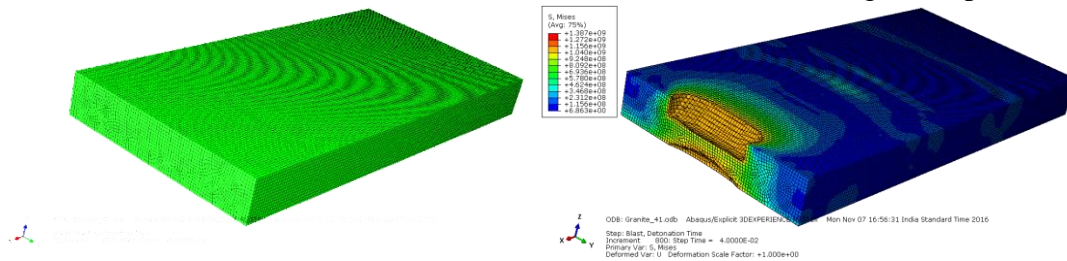 S, Mises
(Avg: 75%)
+1.387e+09
+1.272e+09
+1.156e+09
+1.040e+09
+9.248e+08
+8.092e+08
+6.936e+08
+5.780e+08
+4.624e+08
+3.468e+08
+2.312e+08
+1.156e+08
+6.863e+00
ODB: Granite_41.odb Abaqus/Explicit 3DEXPERIENCE Mon Nov 07 16:56:31 India Standard Time 2016
Step: Blast, Detonation Time
Increment 800: Step Time = 4.0000E-02
Primary Var: S, Mises
Deformed Var: U Deformation Scale Factor: +1.000e+00
Z
X
Y